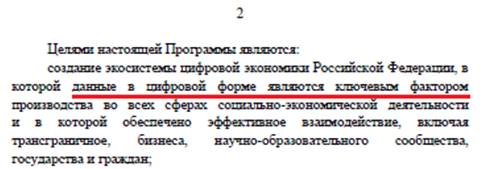 2
Целями настоящей Программы являются:
создание экосистемы цифровой экономики Российской Федерации, в
которой данные в цифровой форме являются ключевым фактором
производства во всех сферах социально-экономической деятельности
и в которой обеспечено эффективное взаимодействие, включая
трансграничное, бизнеса, научно-образовательного сообщества,
государства и граждан;